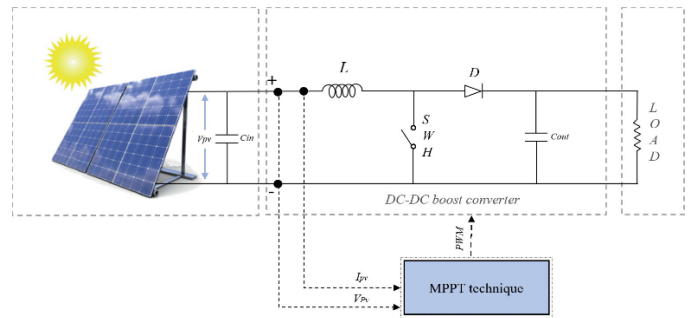 +
L
D
S
W
H
Vpv
Cin
Cout
L
O
A
D
-
DC-DC boost converter
PWM
Ipv
VPv
MPPT technique